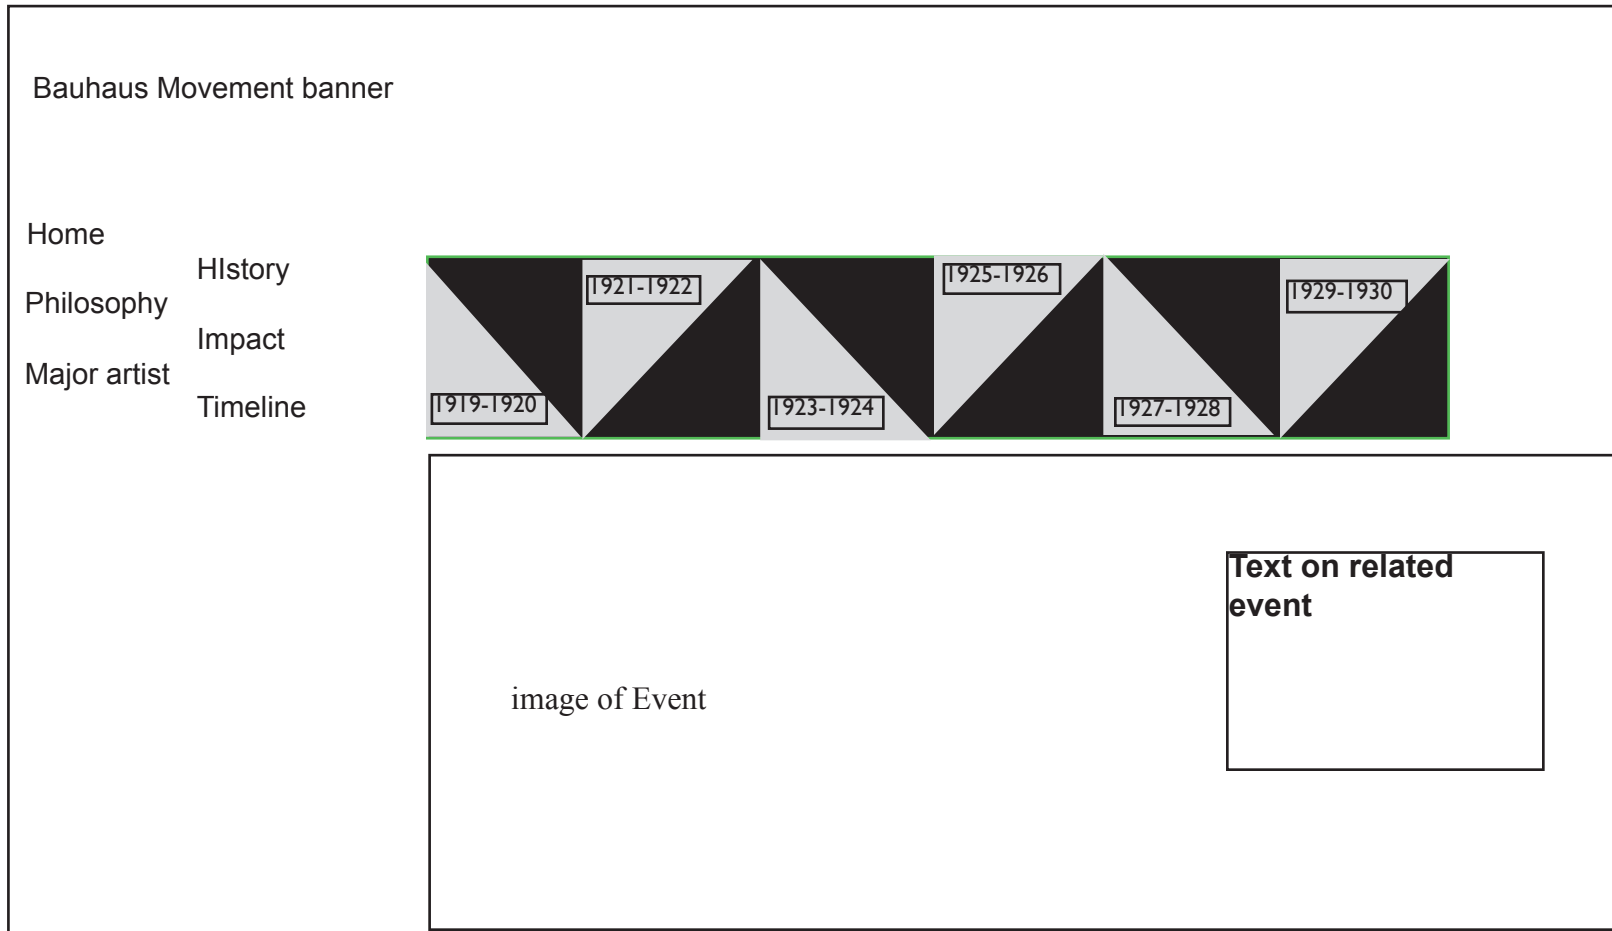 Bauhaus Movement banner
Home
HIstory
Philosophy
Impact
Major artist
Timeline
1919-1920
1921-1922
1923-1924
1925-1926
1927-1928
1929-1930
Text on related
event
image of Event